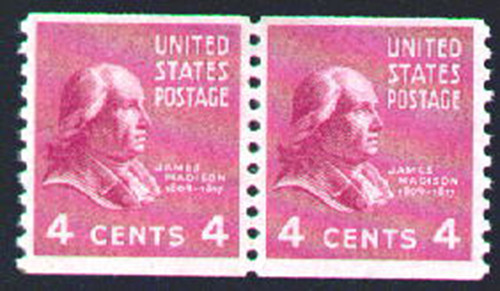 UNITED
STATES
POSTAGE
JAMES
MADISON
1809-1817
4 CENTS 4
UNITED
STATES
POSTAGE
JAMES
MADISON
1809-1817
4 CENTS 4